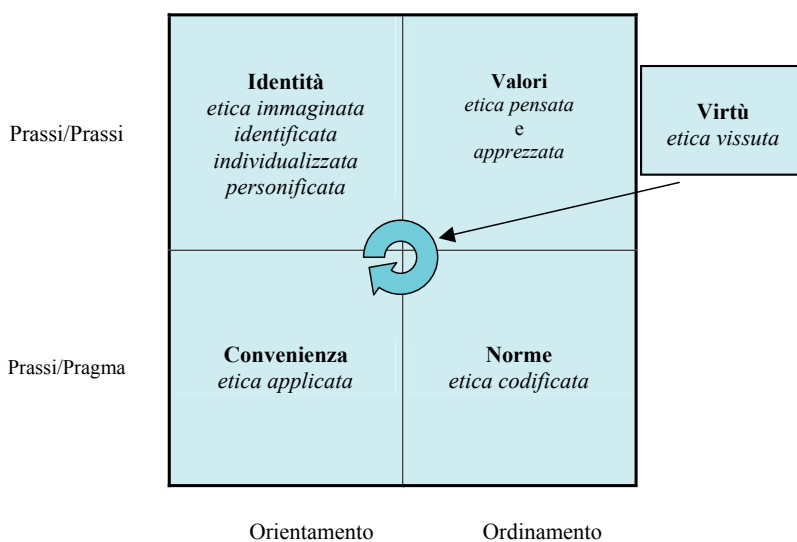 Prassi/Prassi
Identità
etica immaginata
identificata
individualizzata
personificata
Valori
etica pensata
e
apprezzata
Virtù
etica vissuta
Prassi/Pragma
Convenienza
etica applicata
Norme
etica codificata
Orientamento
Ordinamento